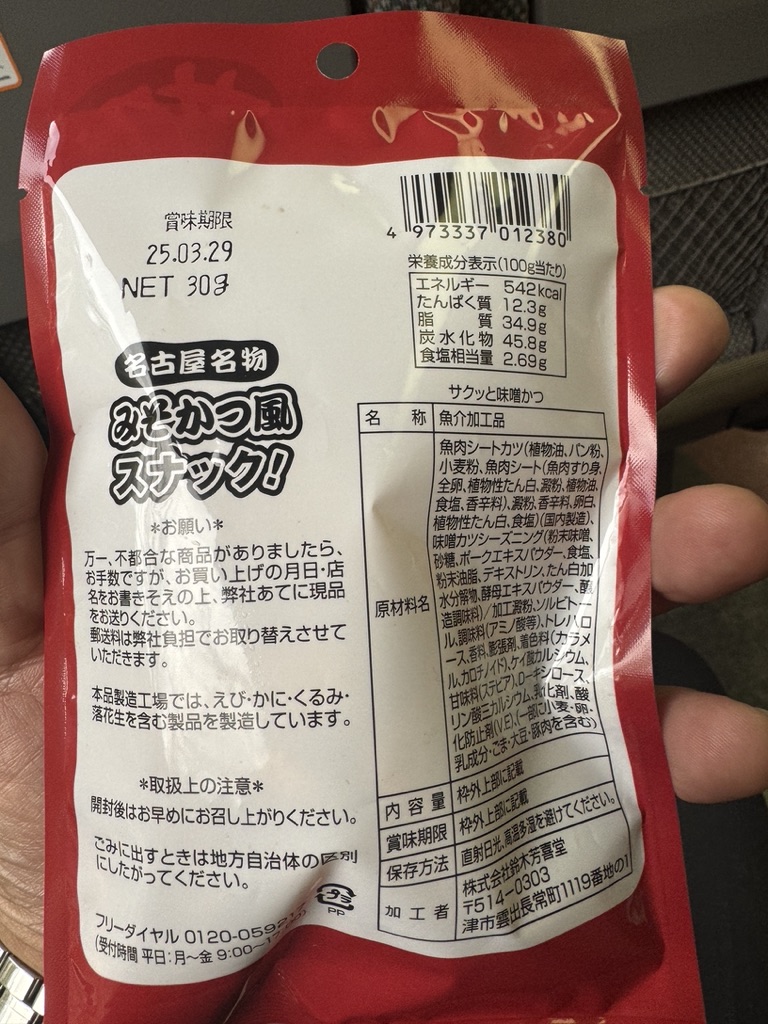 賞味期限
25.03.29
NET 30g
4 973337 012380
栄養成分表示(100g当たり)
エネルギー 542kcal
たんぱく質 12.3g
脂 質 34.9g
炭水化物 45.8g
食塩相当量 2.69g
名古屋名物
みそかつ風
スナック!
*お願い*
万一、不都合な商品がありましたら、
お手数ですが、お買い上げの月日・店
名をお書きそえの上、弊社あてに現品
をお送りください。
郵送料は弊社負担でお取り替えさせて
いただきます。
本品製造工場では、えび・かに・くるみ・
落花生を含む製品を製造しています。
*取扱上の注意*
開封後はお早めにお召し上がりください。
ごみに出すときは地方自治体の区別
にしたがってください。
プラ
PP
フリーダイヤル 0120-059
(受付時間 平日:月~金 9:00~
サクッと味噌かつ
名 称 魚介加工品
原材料名
魚肉シートカツ(植物油、パン粉、
小麦粉、魚肉シート(魚肉すり身、
全卵、植物性たん白、澱粉、植物油、
食塩、香辛料)、澱粉、香辛料、卵白、
植物性たん白、食塩)(国内製造)、
味噌カツシーズニング(粉末味噌、
砂糖、ポークエキスパウダー、食塩、
粉末油脂、デキストリン、たん白加
水分解物、酵母エキスパウダー、醸
造調味料)/加工澱粉、ソルビトー
ル、調味料(アミノ酸等)、トレハロ
ース、香料、膨張剤、着色料(カラメ
ル、カロチノイド)、ケイ酸カルシウム、
甘味料(ステビア)、ローキシロース、
リン酸三カルシウム、乳化剤、酸
化防止剤(V.E)、(一部に小麦・卵・
乳成分・ごま・大豆・豚肉を含む)
内容量 枠外上部に記載
賞味期限 枠外上部に記載
保存方法 直射日光、高温多湿を避けてください。
加工者
株式会社鈴木芳喜堂
〒514-0303
津市雲出長常町1119番地の1